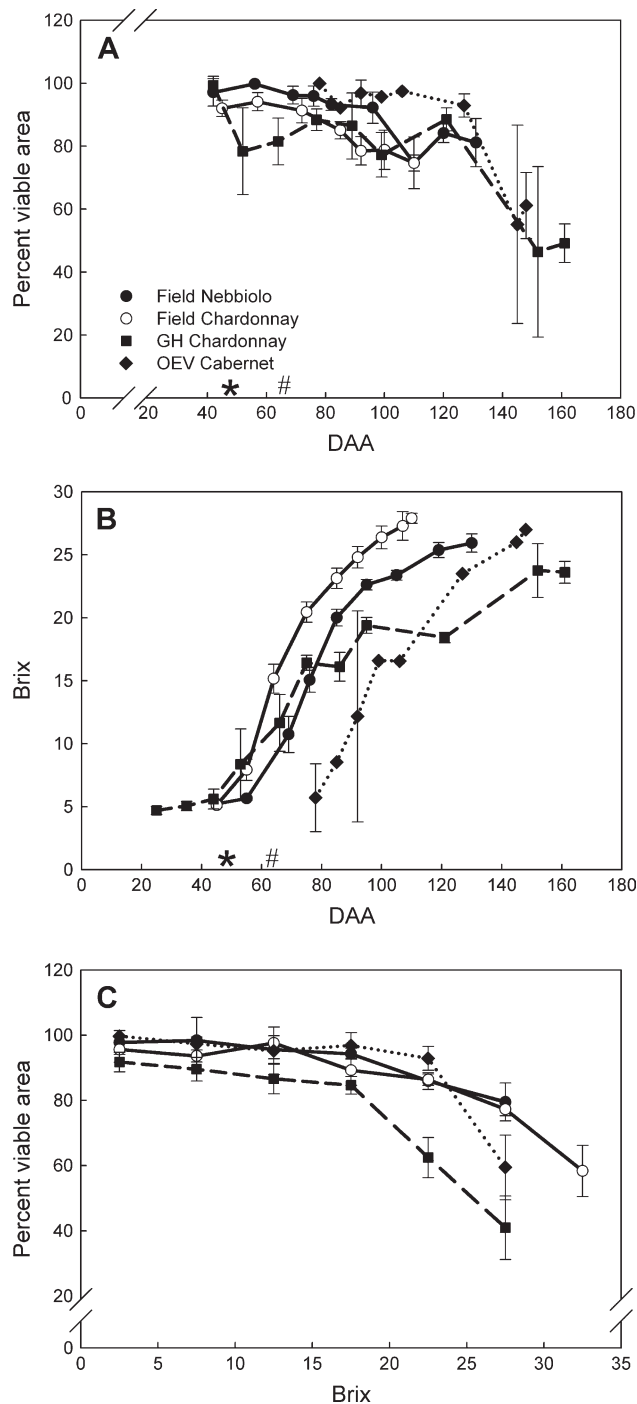 A
120
100
80
60
40
20
0
Percent viable area
Field Nebbiolo
Field Chardonnay
GH Chardonnay
OEV Cabernet
* #
0 20 40 60 80 100 120 140 160 180
DAA
B
30
25
20
15
10
5
0
Brix
* #
0 20 40 60 80 100 120 140 160 180
DAA
C
120
100
80
60
40
20
0
Percent viable area
0 5 10 15 20 25 30 35
Brix